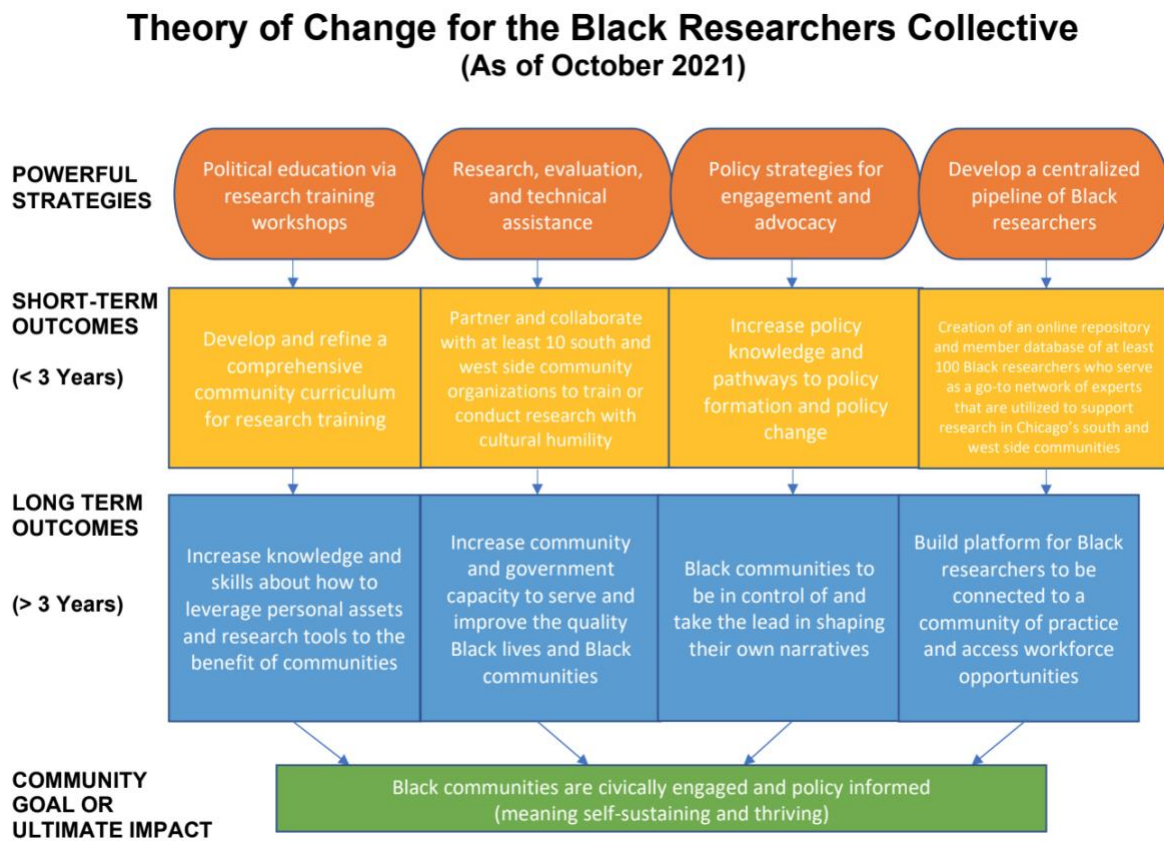 Theory of Change for the Black Researchers Collective
(As of October 2021)
POWERFUL
STRATEGIES
Political education via
research training
workshops
Research, evaluation,
and technical
assistance
Policy strategies for
engagement and
advocacy
Develop a centralized
pipeline of Black
researchers
SHORT-TERM
OUTCOMES
(< 3 Years)
Develop and refine a
comprehensive
community curriculum
for research training
Partner and collaborate
with at least 10 south and
west side community
organizations to train or
conduct research with
cultural humility
Increase policy
knowledge and
pathways to policy
formation and policy
change
Creation of an online repository
and member database of at least
100 Black researchers who serve
as a go-to network of experts
that are utilized to support
research in Chicago's south and
west side communities
LONG TERM
OUTCOMES
(> 3 Years)
Increase knowledge and
skills about how to
leverage personal assets
and research tools to the
benefit of communities
Increase community
and government
capacity to serve and
improve the quality
Black lives and Black
communities
Black communities to
be in control of and
take the lead in shaping
their own narratives
Build platform for Black
researchers to be
connected to a
community of practice
and access workforce
opportunities
COMMUNITY
GOAL OR
ULTIMATE IMPACT
Black communities are civically engaged and policy informed
(meaning self-sustaining and thriving)